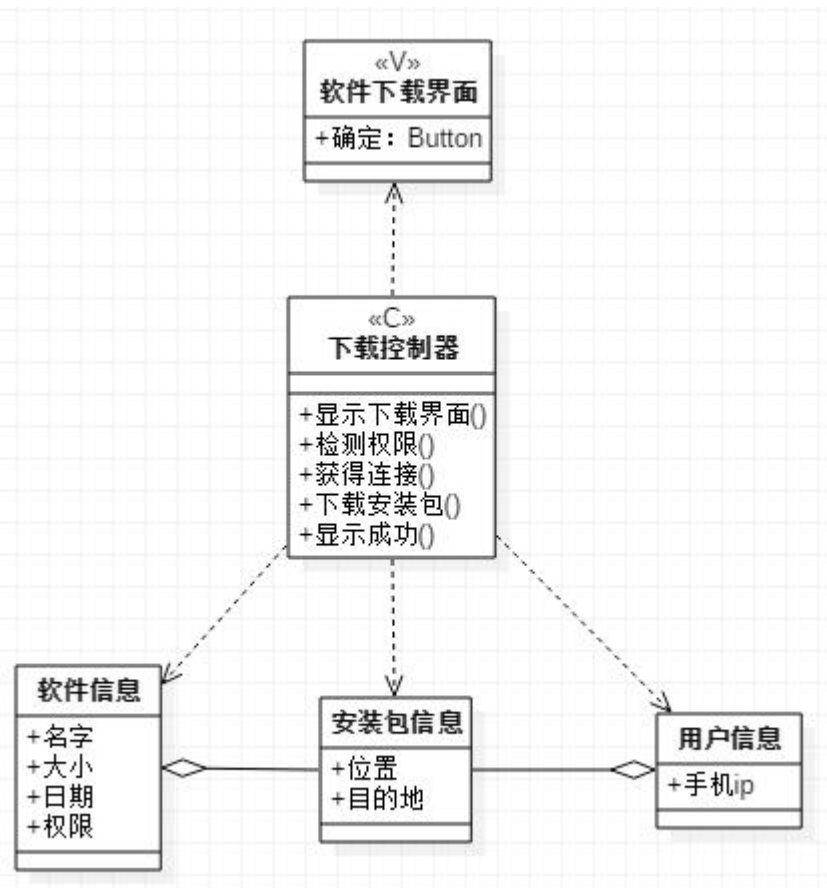 «V»
软件下载界面
+确定：Button
«C»
下载控制器
+显示下载界面()
+检测权限()
+获得连接()
+下载安装包()
+显示成功()
软件信息
+名字
+大小
+日期
+权限
安装包信息
+位置
+目的地
用户信息
+手机ip